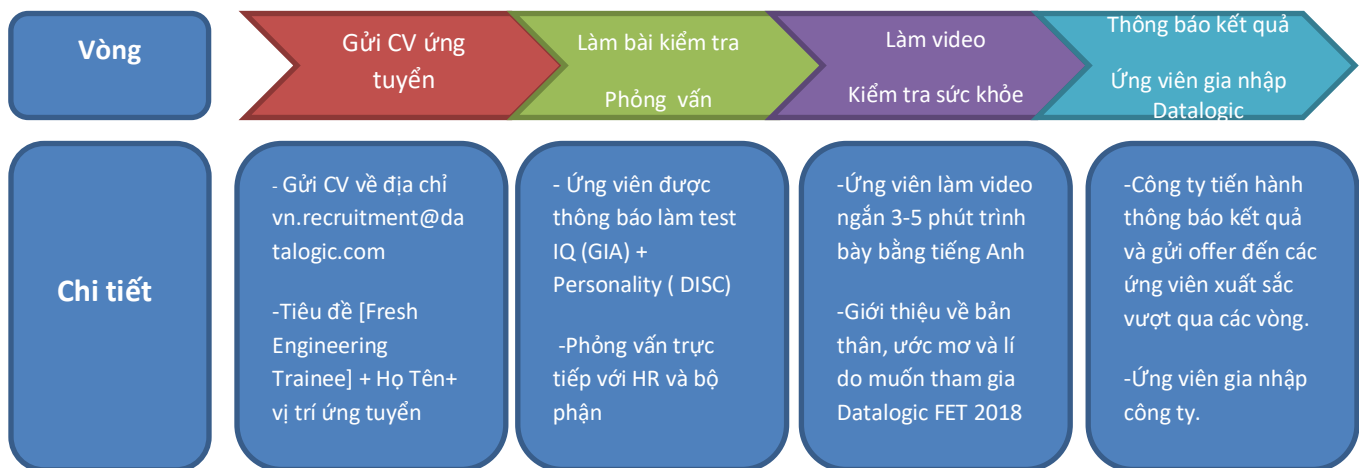 Vòng
Gửi CV ứng
tuyển
Làm bài kiểm tra
Phỏng vấn
Làm video
Kiểm tra sức khỏe
Thông báo kết quả
Ứng viên gia nhập
Datalogic
Chi tiết
- Gửi CV về địa chỉ
vn.recruitment@da
talogic.com
-Tiêu đề [Fresh
Engineering
Trainee] + Họ Tên+
vị trí ứng tuyển
- Ứng viên được
thông báo làm test
IQ (GIA) +
Personality ( DISC)
-Phỏng vấn trực
tiếp với HR và bộ
phận
-Ứng viên làm video
ngắn 3-5 phút trình
bày bằng tiếng Anh
-Giới thiệu về bản
thân, ước mơ và lí
do muốn tham gia
Datalogic FET 2018
-Công ty tiến hành
thông báo kết quả
và gửi offer đến các
ứng viên xuất sắc
vượt qua các vòng.
-Ứng viên gia nhập
công ty.